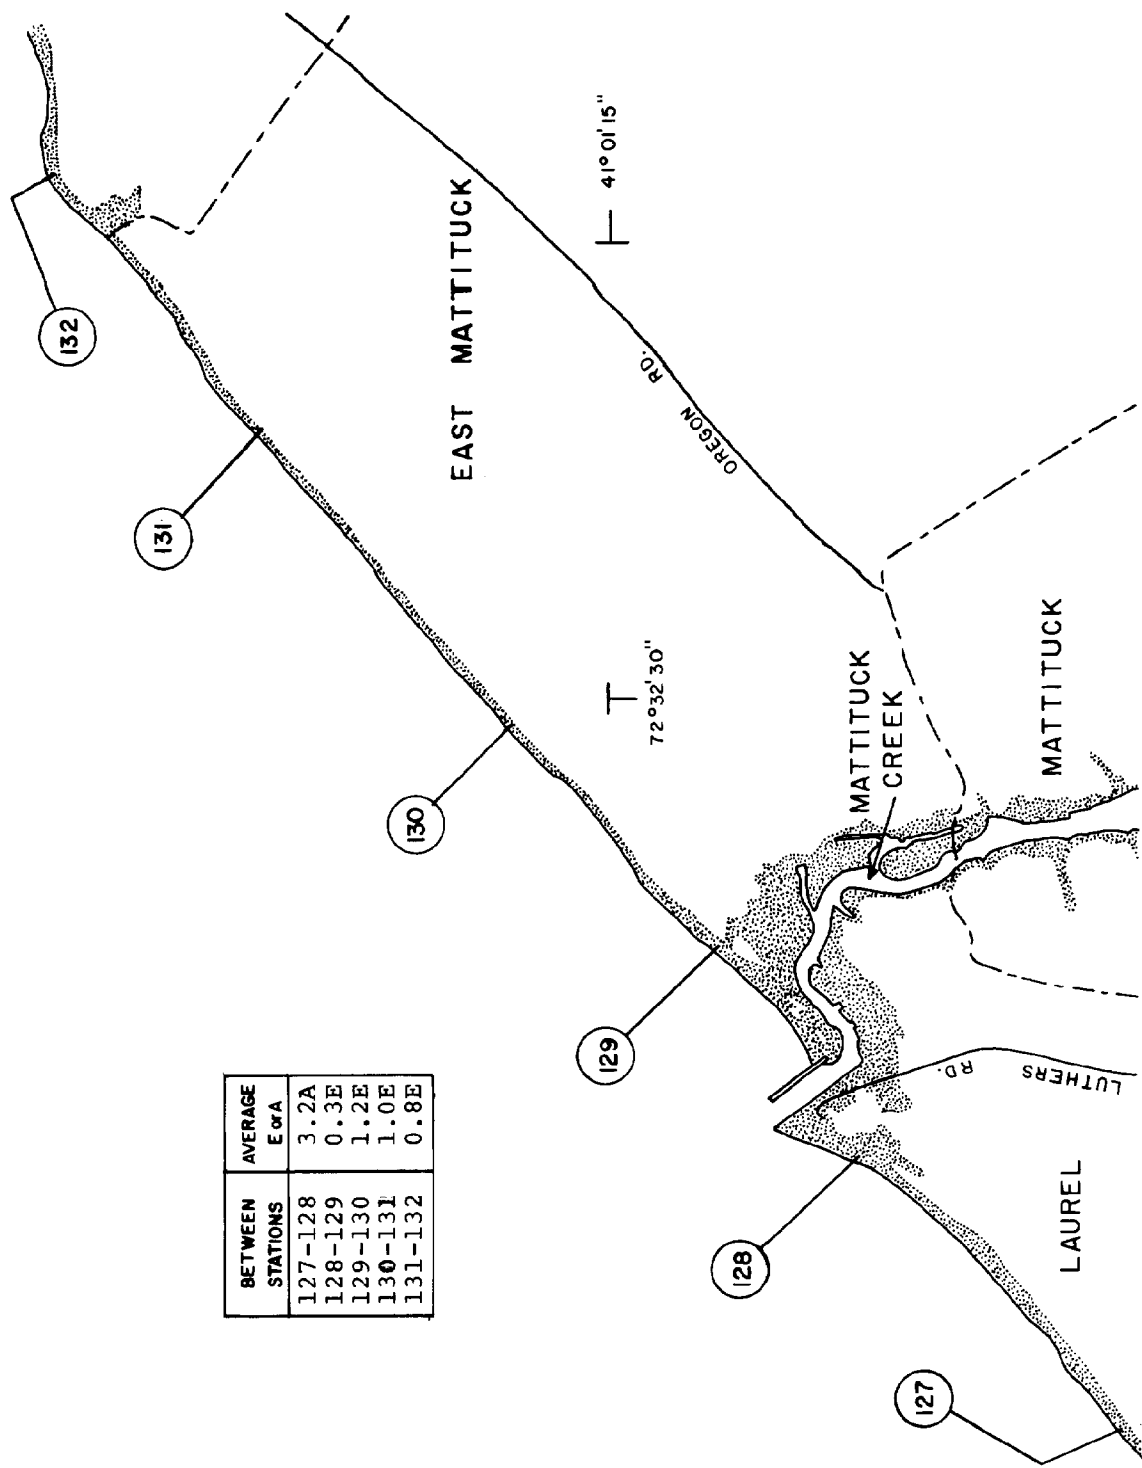 BETWEEN STATIONS AVERAGE E or A
127-128 3.2A
128-129 0.3E
129-130 1.2E
130-131 1.0E
131-132 0.8E
127
128
129
130
131
132
LAUREL
LUTHERS RD.
MATTITUCK CREEK
MATTITUCK
EAST MATTITUCK
OREGON RD.
72°32'30"
41°01'15"